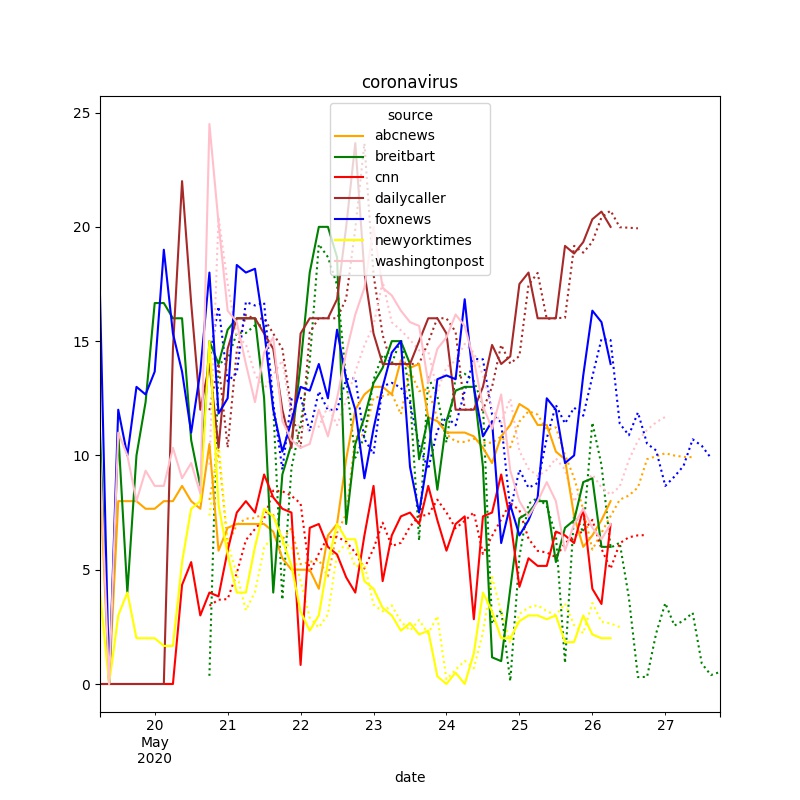 coronavirus
source
abcnews
breitbart
cnn
dailycaller
foxnews
newyorktimes
washingtonpost
25
20
15
10
5
0
20 21 22 23 24 25 26 27
May
2020
date